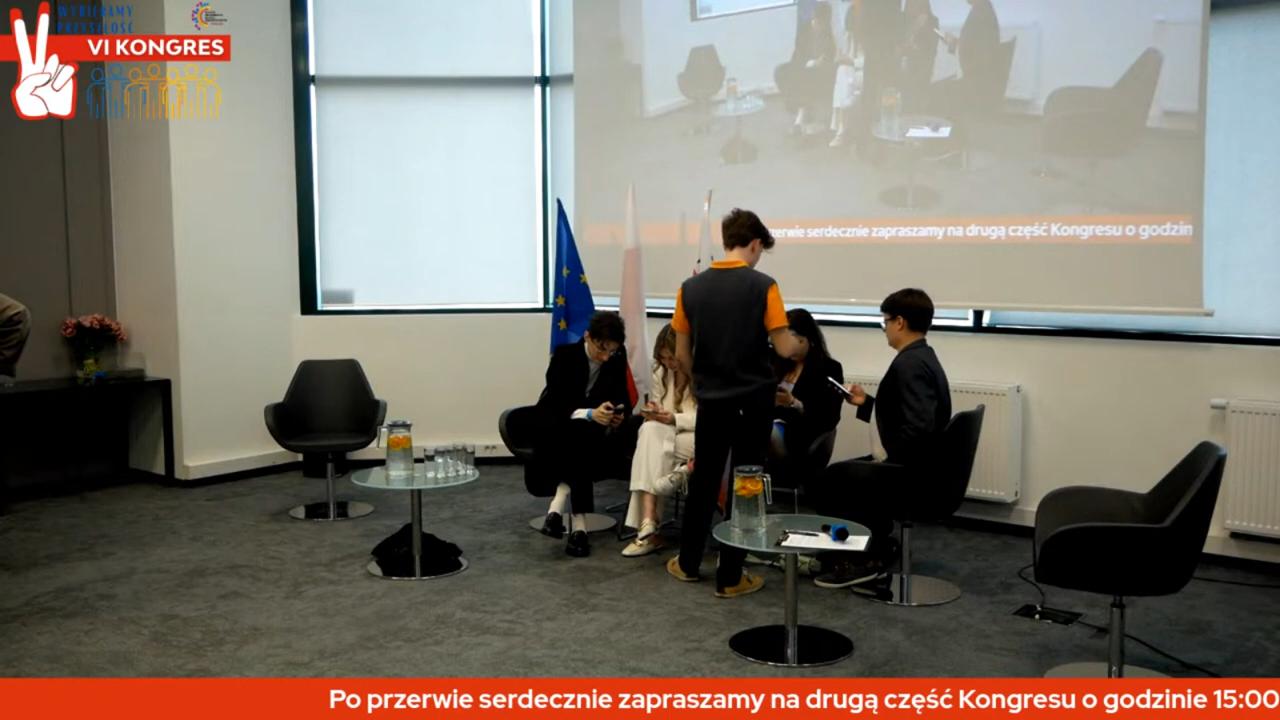 WYBIERAMY
PRZYSZŁOŚĆ
VI KONGRES
serdecznie zapraszamy na drugą część Kongresu o godzin
Po przerwie serdecznie zapraszamy na drugą część Kongresu o godzinie 15:00